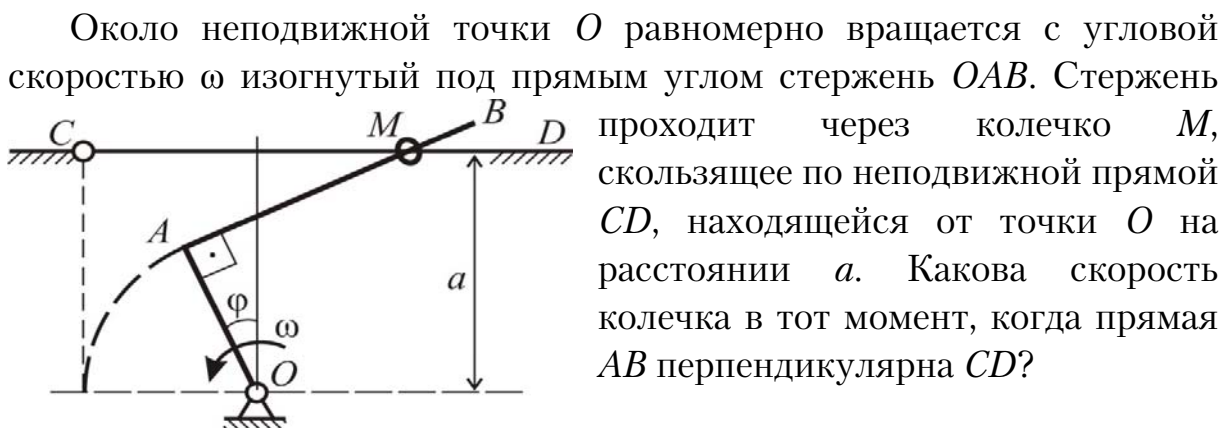 Около неподвижной точки O равномерно вращается с угловой
скоростью ω изогнутый под прямым углом стержень OAB. Стержень
проходит через колечко M,
скользящее по неподвижной прямой
CD, находящейся от точки O на
расстоянии a. Какова скорость
колечка в тот момент, когда прямая
AB перпендикулярна CD?
C
M
B
D
A
a
φ
ω
O